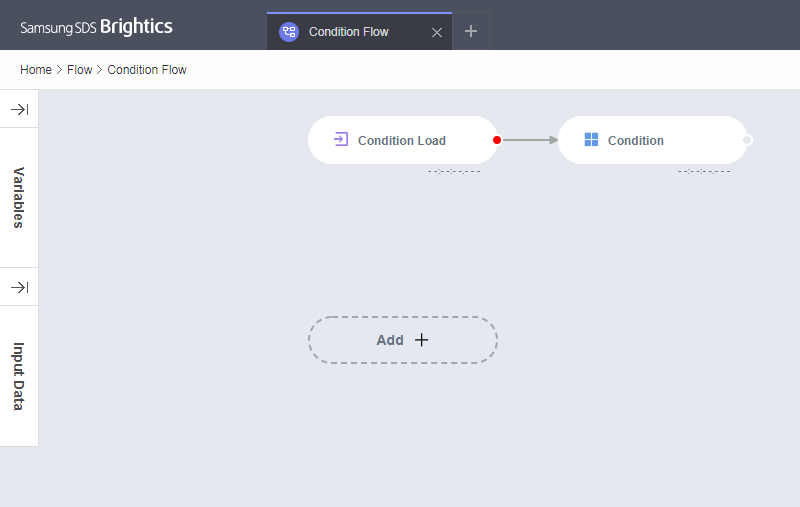 Samsung SDS Brightics
Condition Flow
Home > Flow > Condition Flow
Condition Load
Condition
--:--:--.---
--:--:--.---
Variables
Add +
Input Data